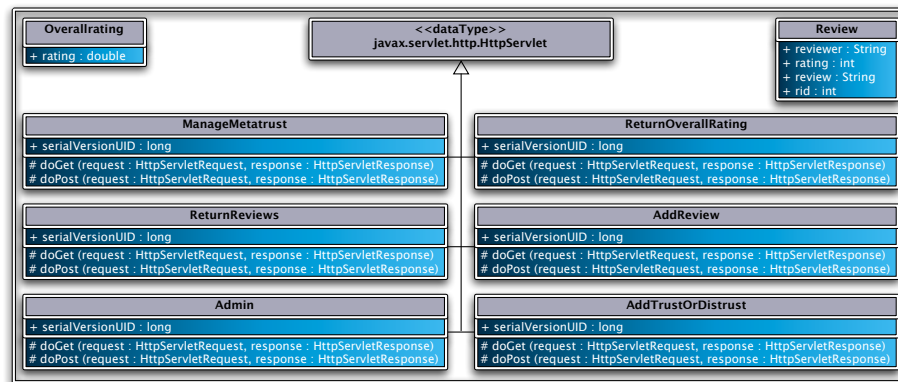 Overallrating
+ rating : double
<<dataType>>
javax.servlet.http.HttpServlet
Review
+ reviewer : String
+ rating : int
+ review : String
+ rid : int
ManageMetatrust
+ serialVersionUID : long
# doGet (request : HttpServletRequest, response : HttpServletResponse)
# doPost (request : HttpServletRequest, response : HttpServletResponse)
ReturnOverallRating
+ serialVersionUID : long
# doGet (request : HttpServletRequest, response : HttpServletResponse)
# doPost (request : HttpServletRequest, response : HttpServletResponse)
ReturnReviews
+ serialVersionUID : long
# doGet (request : HttpServletRequest, response : HttpServletResponse)
# doPost (request : HttpServletRequest, response : HttpServletResponse)
AddReview
+ serialVersionUID : long
# doGet (request : HttpServletRequest, response : HttpServletResponse)
# doPost (request : HttpServletRequest, response : HttpServletResponse)
Admin
+ serialVersionUID : long
# doGet (request : HttpServletRequest, response : HttpServletResponse)
# doPost (request : HttpServletRequest, response : HttpServletResponse)
AddTrustOrDistrust
+ serialVersionUID : long
# doGet (request : HttpServletRequest, response : HttpServletResponse)
# doPost (request : HttpServletRequest, response : HttpServletResponse)